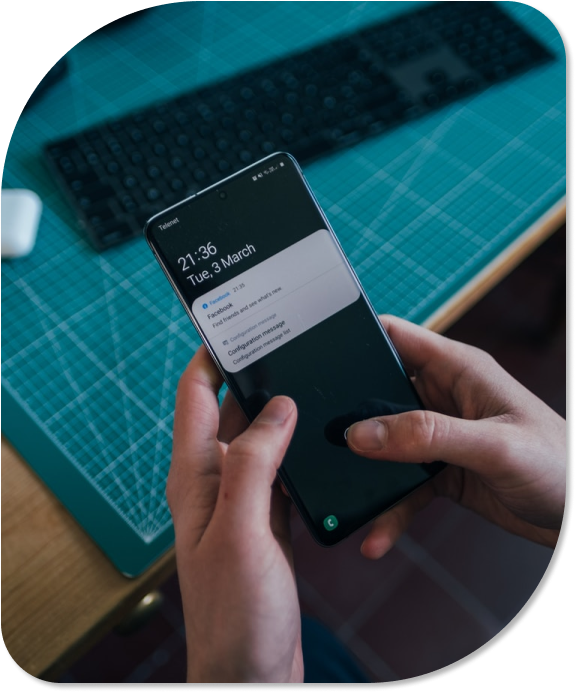 Telenet
21:36
Tue, 3 March
Facebook 21:35
Facebook
Find friends and see what's new
Configuration message
Configuration message
Configuration message list